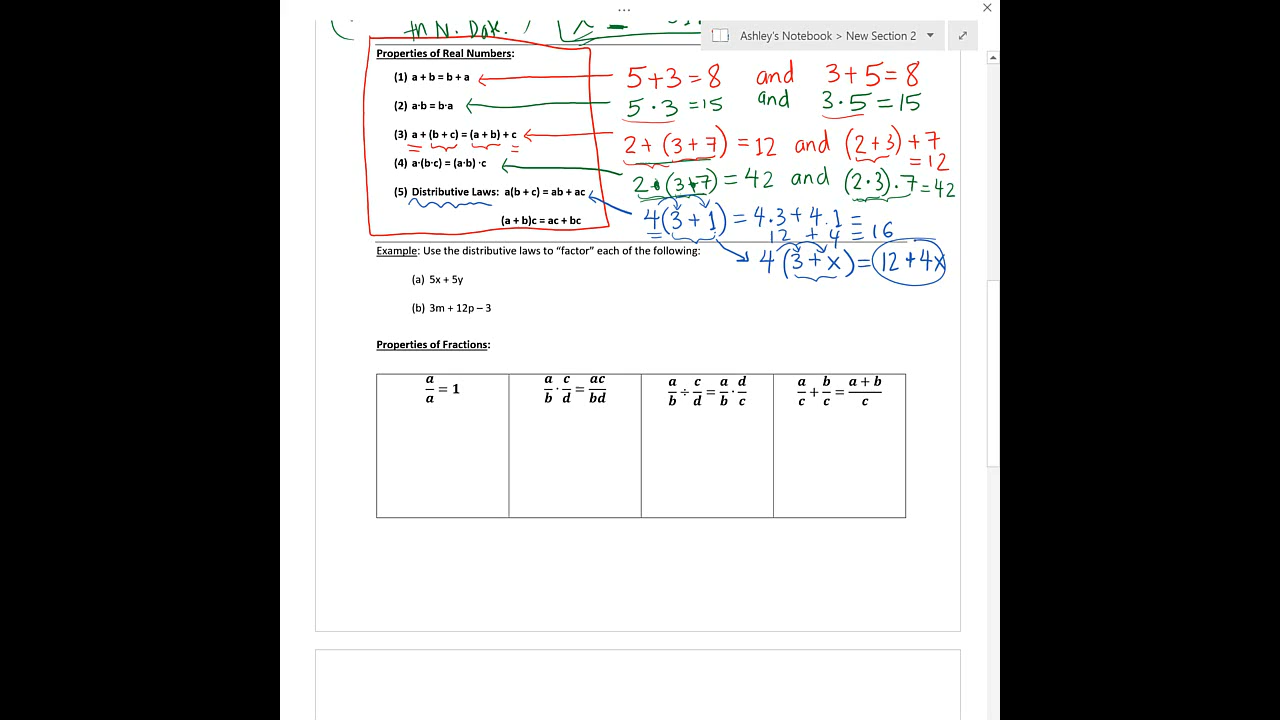 ...
in N. Dak.
Ashley's Notebook > New Section 2
Properties of Real Numbers:
(1) a + b = b + a
5+3=8 and 3+5=8
(2) a·b = b·a
5·3=15 and 3·5=15
(3) a + (b + c) = (a + b) + c
2+(3+7)=12 and (2+3)+7
=12
(4) a·(b·c) = (a·b)·c
2·(3·7)=42 and (2·3)·7=42
(5) Distributive Laws: a(b + c) = ab + ac
4(3+1)=4·3+4·1=
12+4=16
(a + b)c = ac + bc
4(3+x)=12+4x
Example: Use the distributive laws to “factor” each of the following:
(a) 5x + 5y
(b) 3m + 12p – 3
Properties of Fractions:
a/a = 1
a/b · c/d = ac/bd
a/b ÷ c/d = a/b · d/c
a/c + b/c = a + b/c